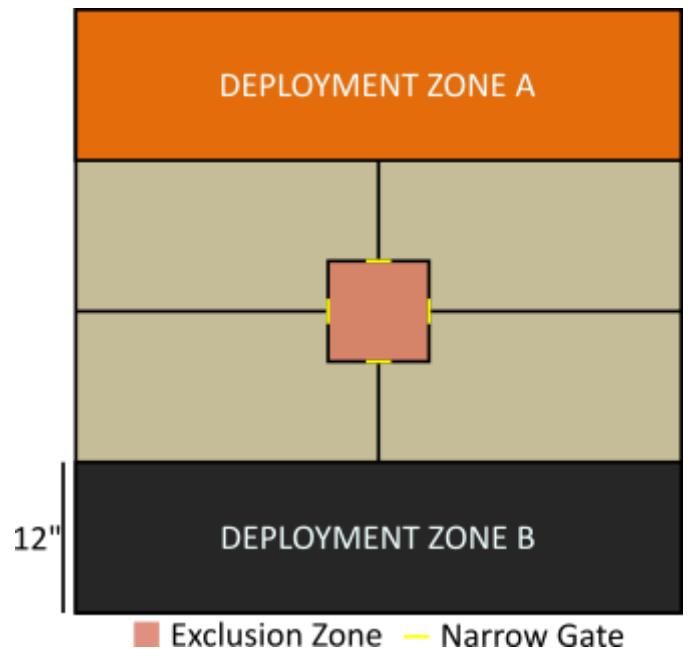 DEPLOYMENT ZONE A
12"
DEPLOYMENT ZONE B
Exclusion Zone
Narrow Gate